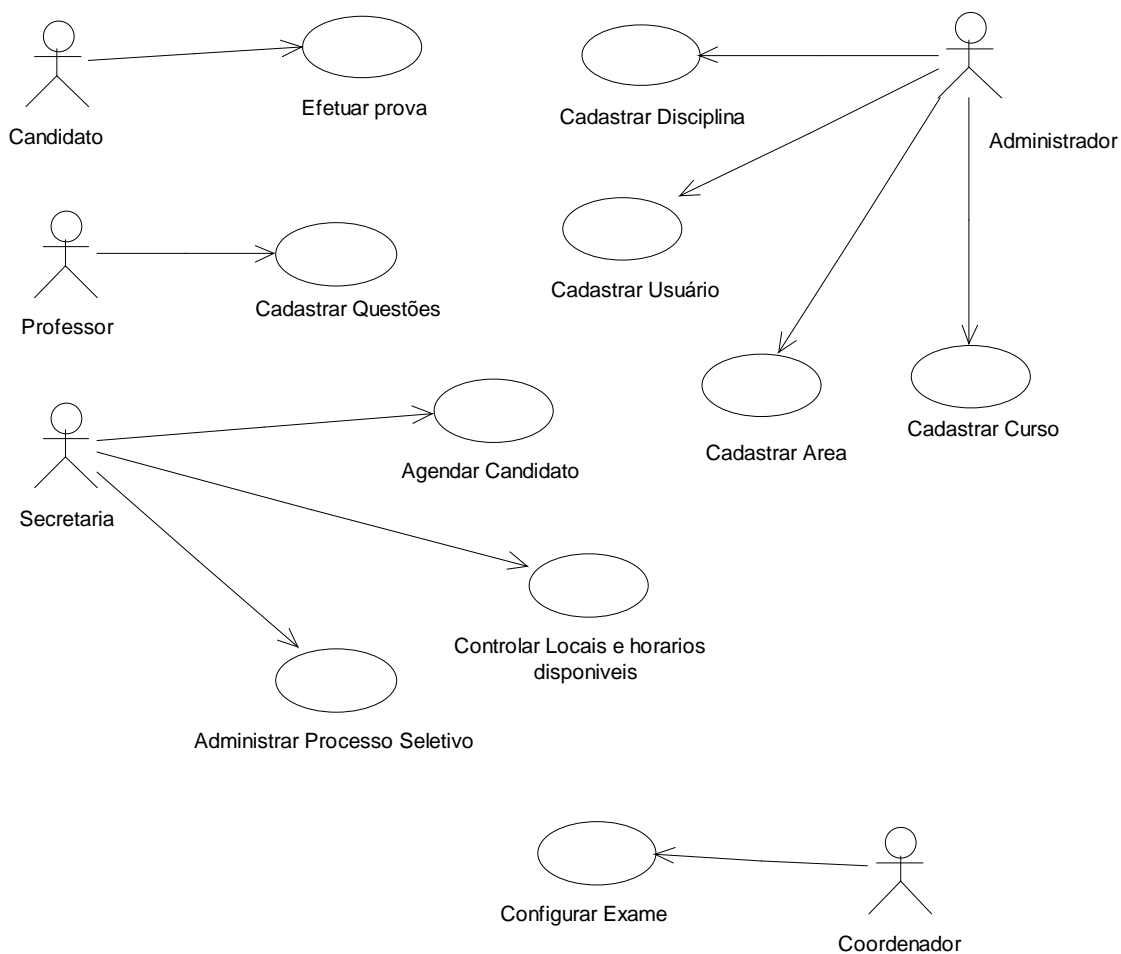 Efetuar prova
Candidato
Cadastrar Disciplina
Administrador
Cadastrar Usuário
Professor
Cadastrar Questões
Cadastrar Area
Cadastrar Curso
Agendar Candidato
Secretaria
Controlar Locais e horarios
disponiveis
Administrar Processo Seletivo
Configurar Exame
Coordenador